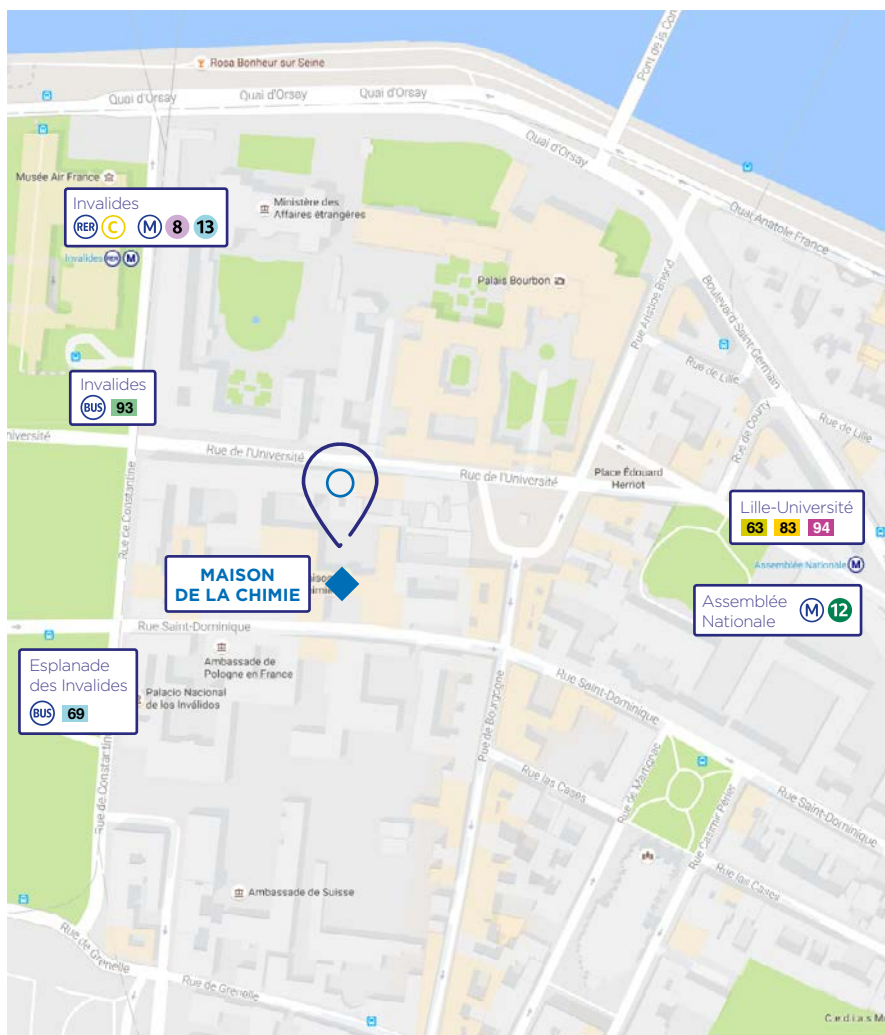 Rosa Bonheur sur Seine
Pont de la Con
Quai d'Orsay
Quai d'Orsay
Quai d'Orsay
Quai d'Orsay
Musée Air France
Invalides
RER C M 8 13
Invalides RER M
Ministère des
Affaires étrangères
Quai Anatole France
Palais Bourbon
Rue Aristide Briand
Boulevard Saint-Germain
Rue de Lille
Rue de Lille
Rue de Courty
Invalides
BUS 93
niversité
Rue de l'Université
Rue de l'Université
Place Édouard
Herriot
Rue de Constantine
Lille-Université
63 83 94
Assemblée Nationale M
Assemblée
Nationale
M 12
MAISON
DE LA CHIMIE
aison
imie
Rue Saint-Dominique
Ambassade de
Pologne en France
Esplanade
des Invalides
BUS 69
Palacio Nacional
de los Inválidos
Rue Saint-Dominique
Rue de Bourgogne
Rue de Constantine
Rue las Cases
Rue de Martignac
Rue Casimir Périer
Rue Saint-Dominique
Rue las Cases
Ambassade de Suisse
Rue de Grenelle
Rue de Grenelle
Cedias M